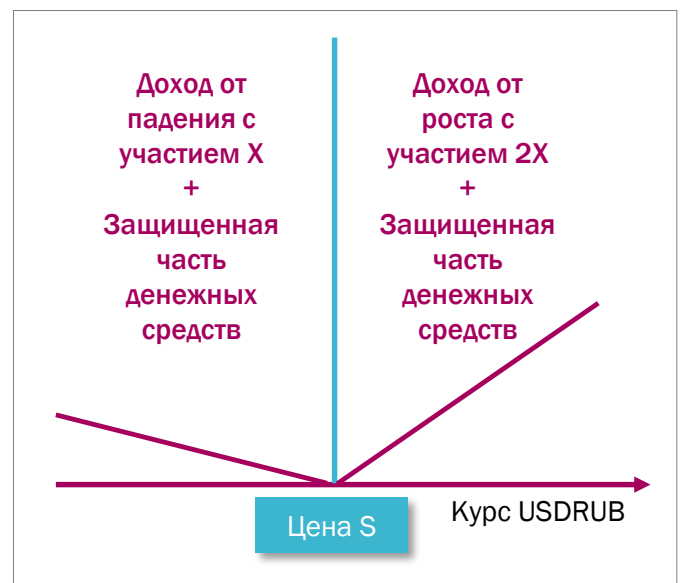 Доход от
падения с
участием X
+
Защищенная
часть
денежных
средств
Доход от
роста с
участием 2X
+
Защищенная
часть
денежных
средств
Цена S
Курс USDRUB